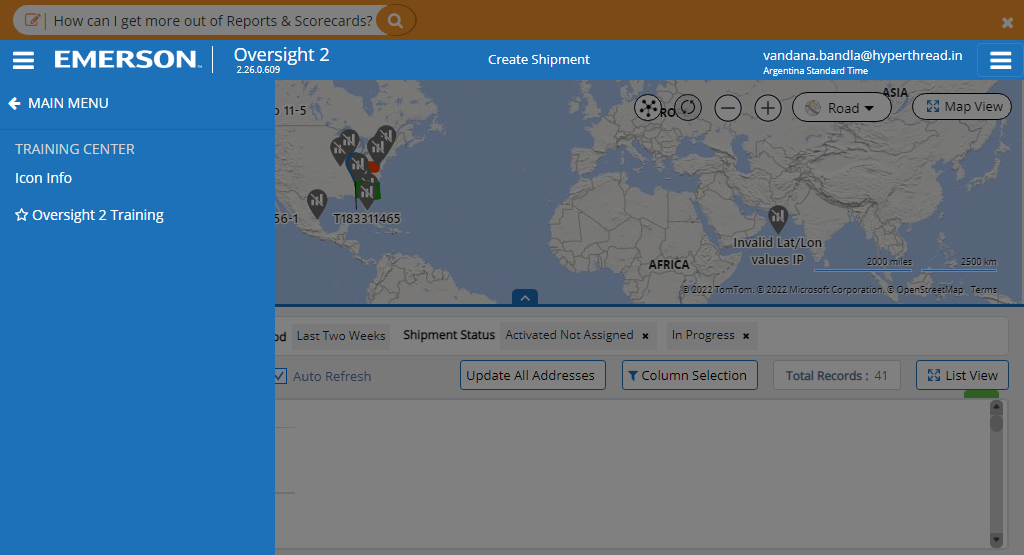 How can I get more out of Reports & Scorecards?
EMERSON
Oversight 2
2.26.0.609
Create Shipment
vandana.bandla@hyperthread.in
Argentina Standard Time
MAIN MENU
TRAINING CENTER
Icon Info
Oversight 2 Training
11-5
ASIA
Road
Map View
56-1
T183311465
AFRICA
Invalid Lat/Lon
values IP
2000 miles
2500 km
© 2022 TomTom, © 2022 Microsoft Corporation, © OpenStreetMap Terms
Last Two Weeks
Shipment Status
Activated Not Assigned ×
In Progress ×
Auto Refresh
Update All Addresses
Column Selection
Total Records : 41
List View